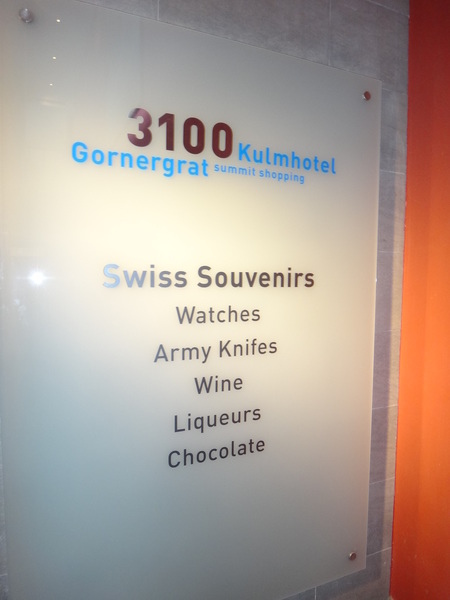 3100 Kulmhotel
Gornergrat summit shopping
Swiss Souvenirs
Watches
Army Knifes
Wine
Liqueurs
Chocolate